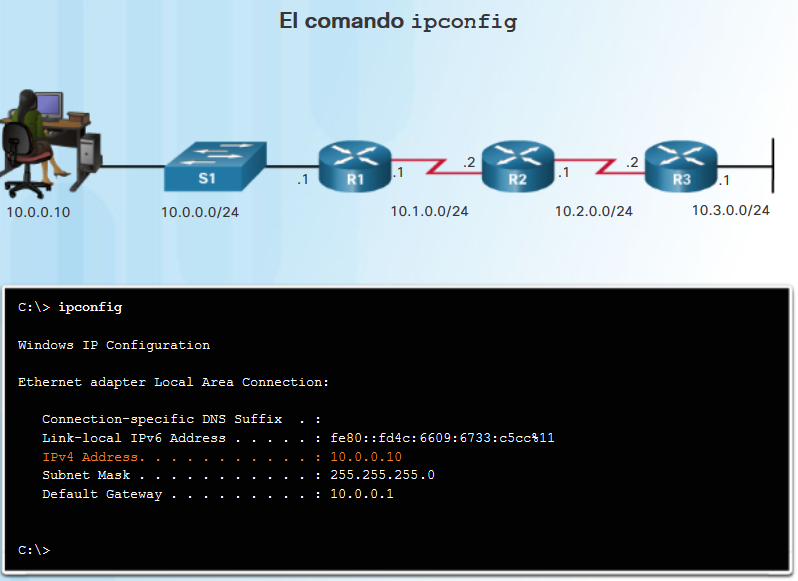 El comando ipconfig
S1
R1
R2
R3
.1
.1
.2
.1
.2
.1
10.0.0.10
10.0.0.0/24
10.1.0.0/24
10.2.0.0/24
10.3.0.0/24
C:\> ipconfig
Windows IP Configuration
Ethernet adapter Local Area Connection:
Connection-specific DNS Suffix . :
Link-local IPv6 Address . . . . . : fe80::fd4c:6609:6733:c5cc%11
IPv4 Address. . . . . . . . . . . : 10.0.0.10
Subnet Mask . . . . . . . . . . . : 255.255.255.0
Default Gateway . . . . . . . . . : 10.0.0.1
C:\>